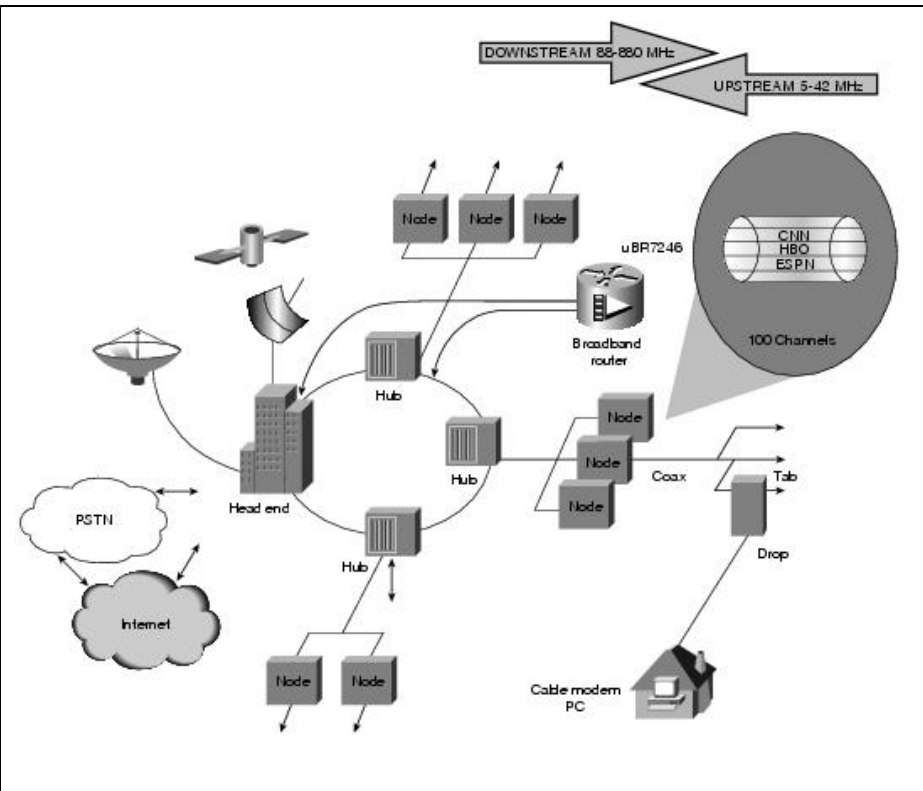 DOWNSTREAM 88-880 MHz
UPSTREAM 5-42 MHz
Node
Node
Node
uBR7246
CNN
HBO
ESPN
100 Channels
Broadband
router
Hub
Node
Node
Node
Hub
Coax
Tab
Head end
PSTN
Hub
Drop
Internet
Node
Node
Cable modem
PC